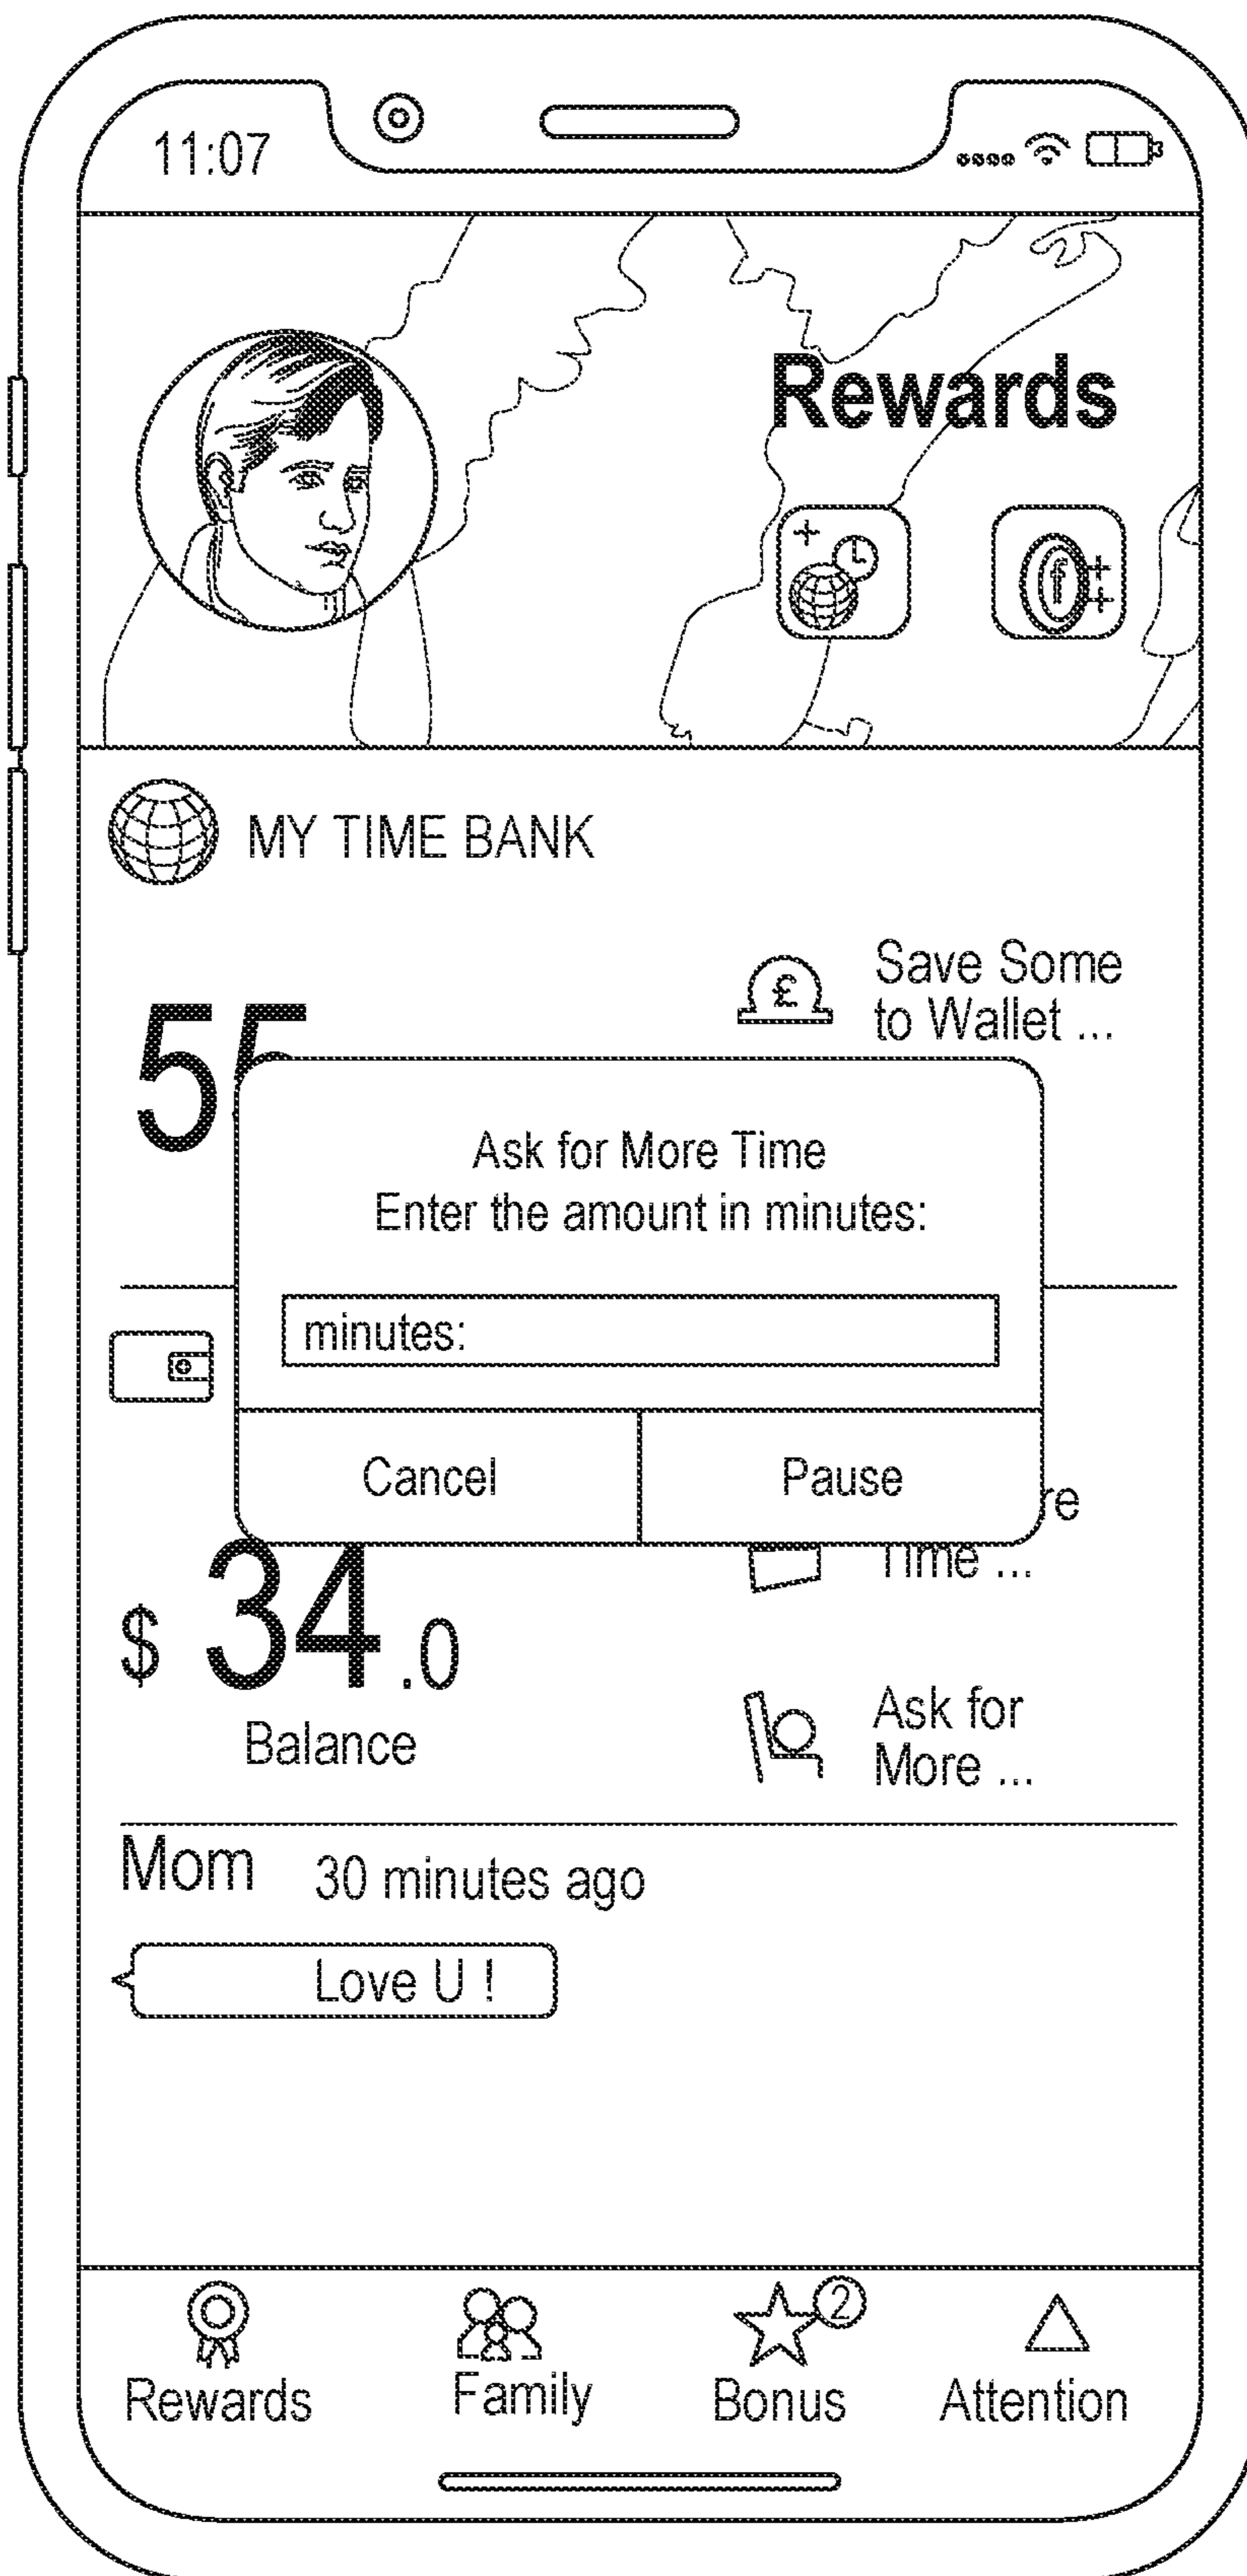 11:07
Rewards
MY TIME BANK
Save Some
to Wallet ...
55
Ask for More Time
Enter the amount in minutes:
minutes:
Cancel
Pause
Time ...
$ 34.0
Balance
Ask for
More ...
Mom 30 minutes ago
Love U !
2
Rewards Family Bonus Attention